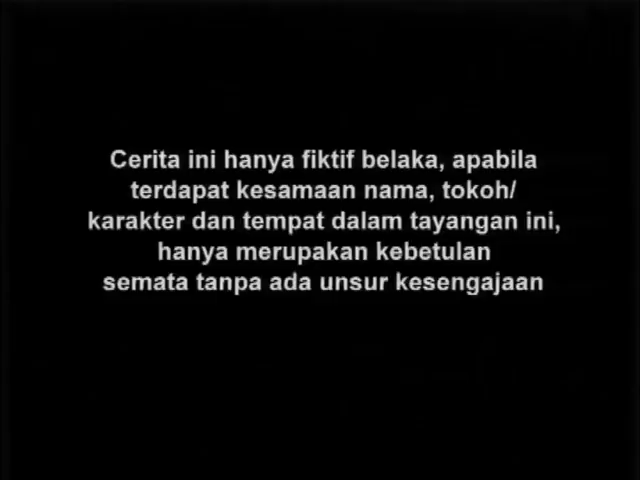 Cerita ini hanya fiktif belaka, apabila
terdapat kesamaan nama, tokoh/
karakter dan tempat dalam tayangan ini,
hanya merupakan kebetulan
semata tanpa ada unsur kesengajaan